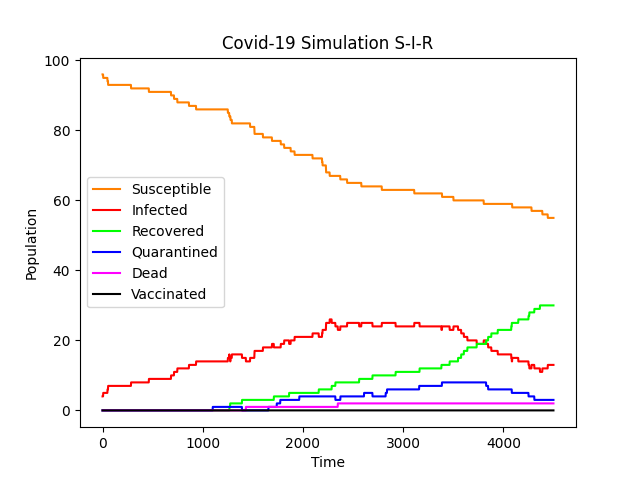 Covid-19 Simulation S-I-R
100
80
60
40
20
0
Population
Susceptible
Infected
Recovered
Quarantined
Dead
Vaccinated
0 1000 2000 3000 4000
Time